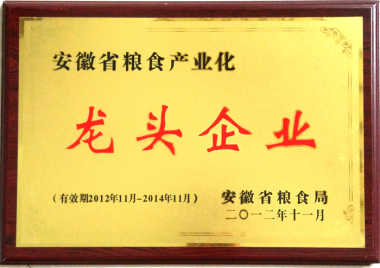 安徽省粮食产业化
龙头企业
(有效期2012年11月-2014年11月)
安徽省粮食局
二〇一二年十一月